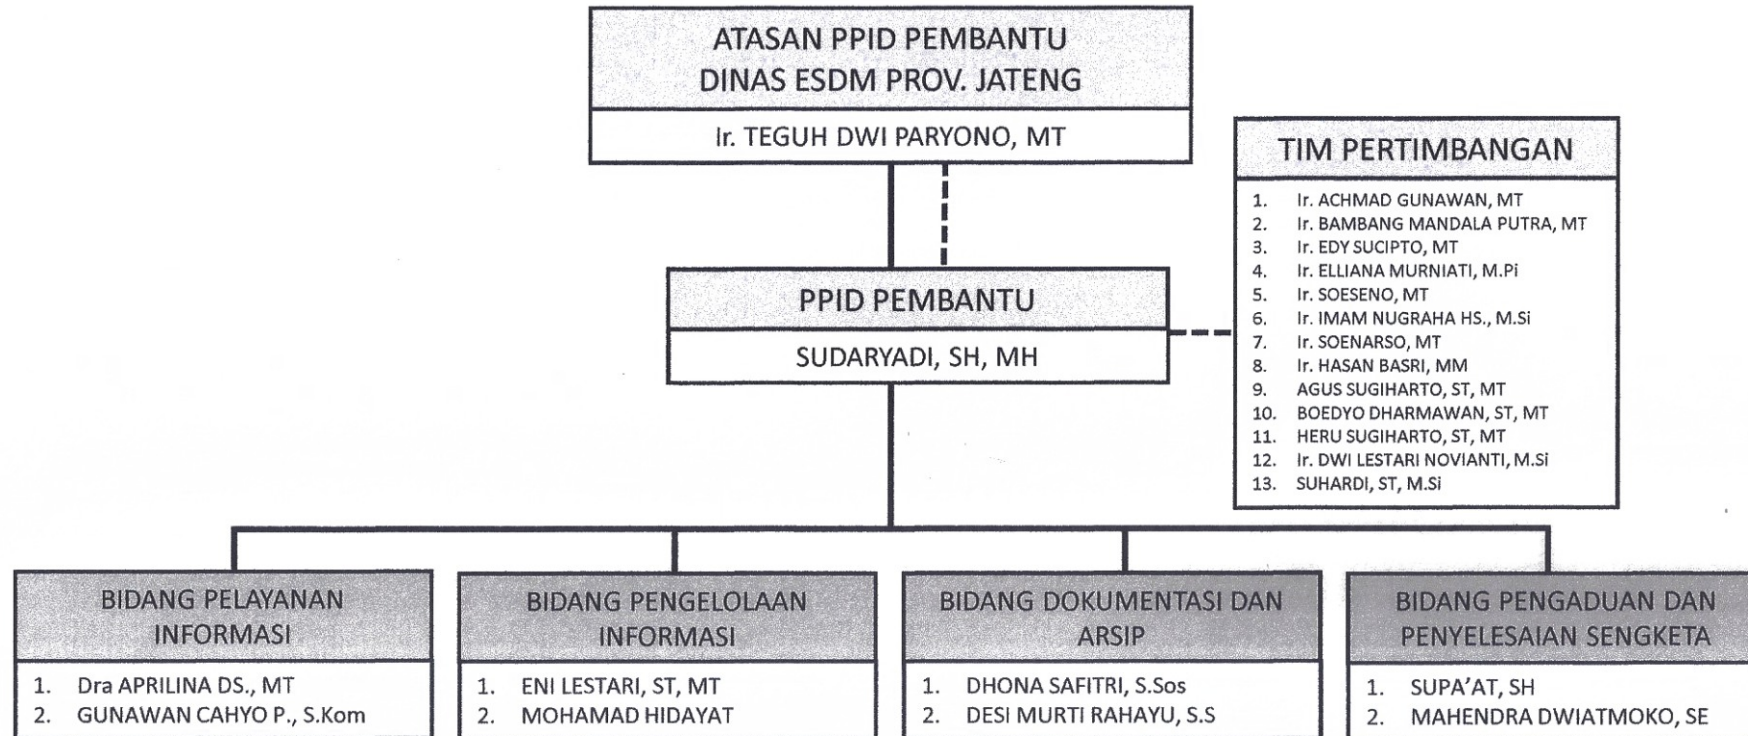 ATASAN PPID PEMBANTU
DINAS ESDM PROV. JATENG
Ir. TEGUH DWI PARYONO, MT
TIM PERTIMBANGAN
1. Ir. ACHMAD GUNAWAN, MT
2. Ir. BAMBANG MANDALA PUTRA, MT
3. Ir. EDY SUCIPTO, MT
4. Ir. ELLIANA MURNIATI, M.Pi
5. Ir. SOESENO, MT
6. Ir. IMAM NUGRAHA HS., M.Si
7. Ir. SOENARSO, MT
8. Ir. HASAN BASRI, MM
9. AGUS SUGIHARTO, ST, MT
10. BOEDYO DHARMAWAN, ST, MT
11. HERU SUGIHARTO, ST, MT
12. Ir. DWI LESTARI NOVIANTI, M.Si
13. SUHARDI, ST, M.Si
PPID PEMBANTU
SUDARYADI, SH, MH
BIDANG PELAYANAN
INFORMASI
1. Dra APRILINA DS., MT
2. GUNAWAN CAHYO P., S.Kom
BIDANG PENGELOLAAN
INFORMASI
1. ENI LESTARI, ST, MT
2. MOHAMAD HIDAYAT
BIDANG DOKUMENTASI DAN
ARSIP
1. DHONA SAFITRI, S.Sos
2. DESI MURTI RAHAYU, S.S
BIDANG PENGADUAN DAN
PENYELESAIAN SENGKETA
1. SUPA'AT, SH
2. MAHENDRA DWIATMOKO, SE